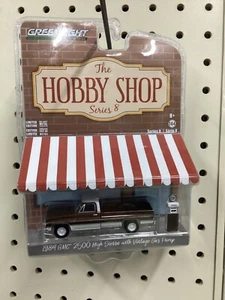 GREENLIGHT
The
HOBBY SHOP
Series 8
1984 GMC 2500 High Sierra with Vintage Gas Pump